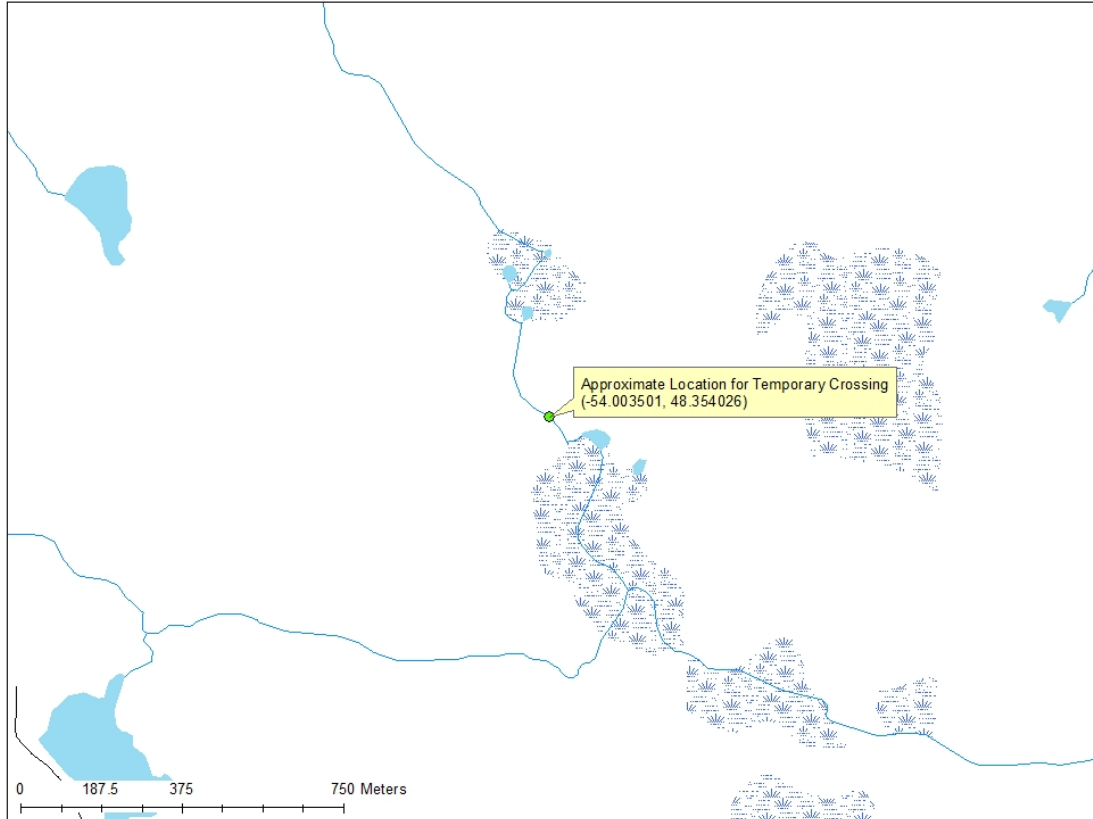 Approximate Location for Temporary Crossing
(-54.003501, 48.354026)
0 187.5 375 750 Meters